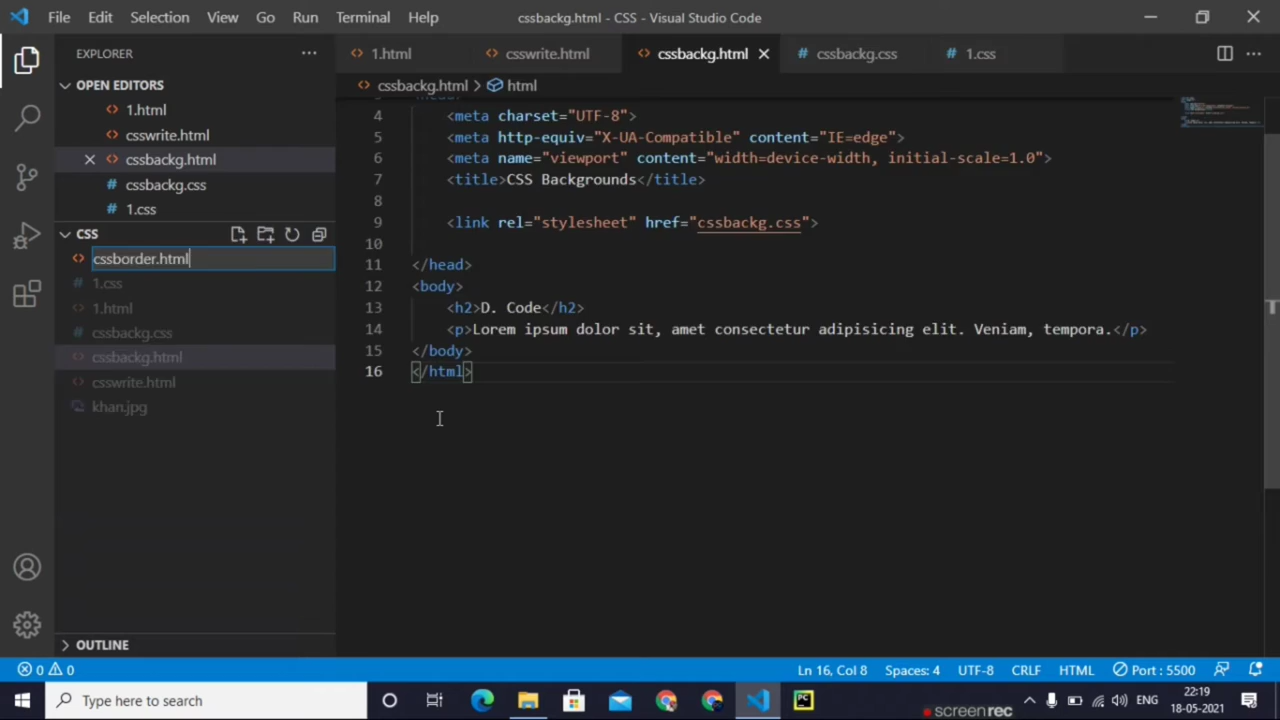 File Edit Selection View Go Run Terminal Help cssbackg.html - CSS - Visual Studio Code
EXPLORER
OPEN EDITORS
1.html
csswrite.html
cssbackg.html
cssbackg.css
1.css
CSS
cssborder.html
1.css
1.html
cssbackg.css
cssbackg.html
csswrite.html
khan.jpg
OUTLINE
1.html csswrite.html cssbackg.html cssbackg.css 1.css
cssbackg.html > html
4 <meta charset="UTF-8">
5 <meta http-equiv="X-UA-Compatible" content="IE=edge">
6 <meta name="viewport" content="width=device-width, initial-scale=1.0">
7 <title>CSS Backgrounds</title>
8
9 <link rel="stylesheet" href="cssbackg.css">
10
11 </head>
12 <body>
13 <h2>D. Code</h2>
14 <p>Lorem ipsum dolor sit, amet consectetur adipisicing elit. Veniam, tempora.</p>
15 </body>
16 </html>
0 0 Ln 16, Col 8 Spaces: 4 UTF-8 CRLF HTML Port : 5500
Type here to search
ENG
22:19
18-05-2021
screenrec